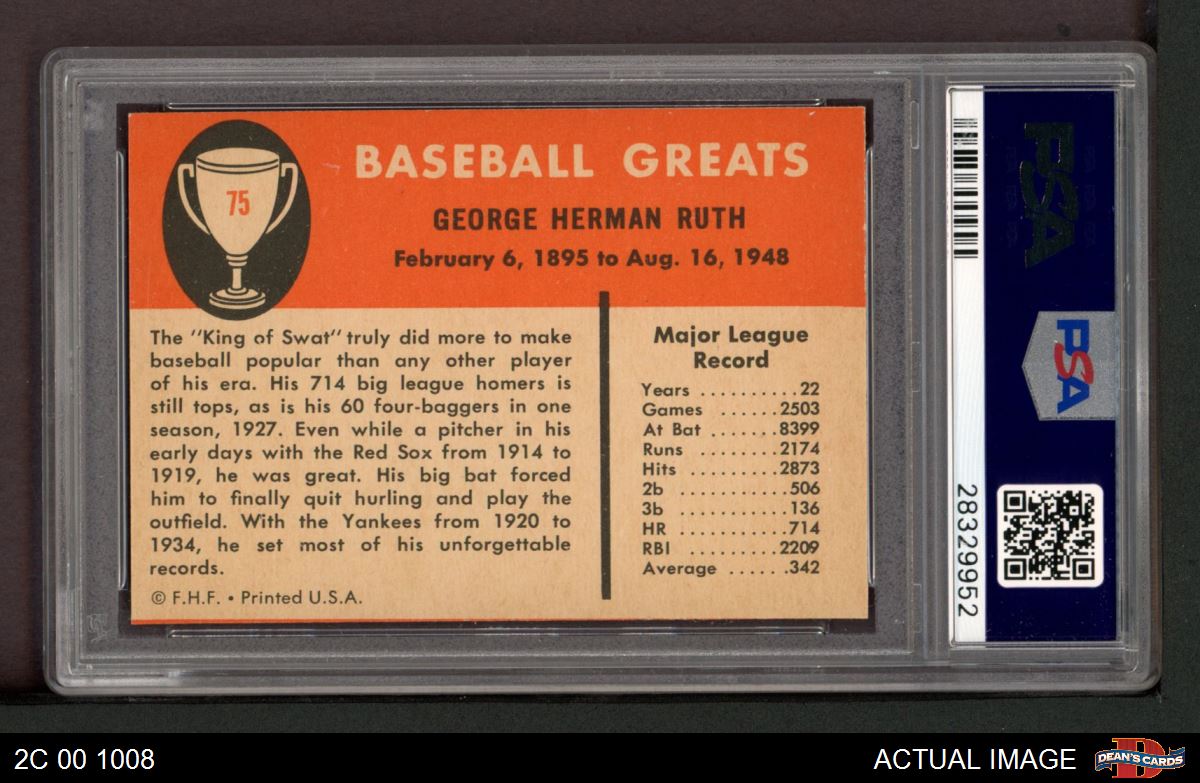 75
BASEBALL GREATS
GEORGE HERMAN RUTH
February 6, 1895 to Aug. 16, 1948
The "King of Swat" truly did more to make
baseball popular than any other player
of his era. His 714 big league homers is
still tops, as is his 60 four-baggers in one
season, 1927. Even while a pitcher in his
early days with the Red Sox from 1914 to
1919, he was great. His big bat forced
him to finally quit hurling and play the
outfield. With the Yankees from 1920 to
1934, he set most of his unforgettable
records.
© F.H.F. • Printed U.S.A.
Major League
Record
Years ..........22
Games ......2503
At Bat .......8399
Runs ........2174
Hits ..........2873
2b ...........506
3b ...........136
HR ...........714
RBI .........2209
Average ......342
PSA
PSA
28329952
2C 00 1008
ACTUAL IMAGE
D
DEAN'S CARDS